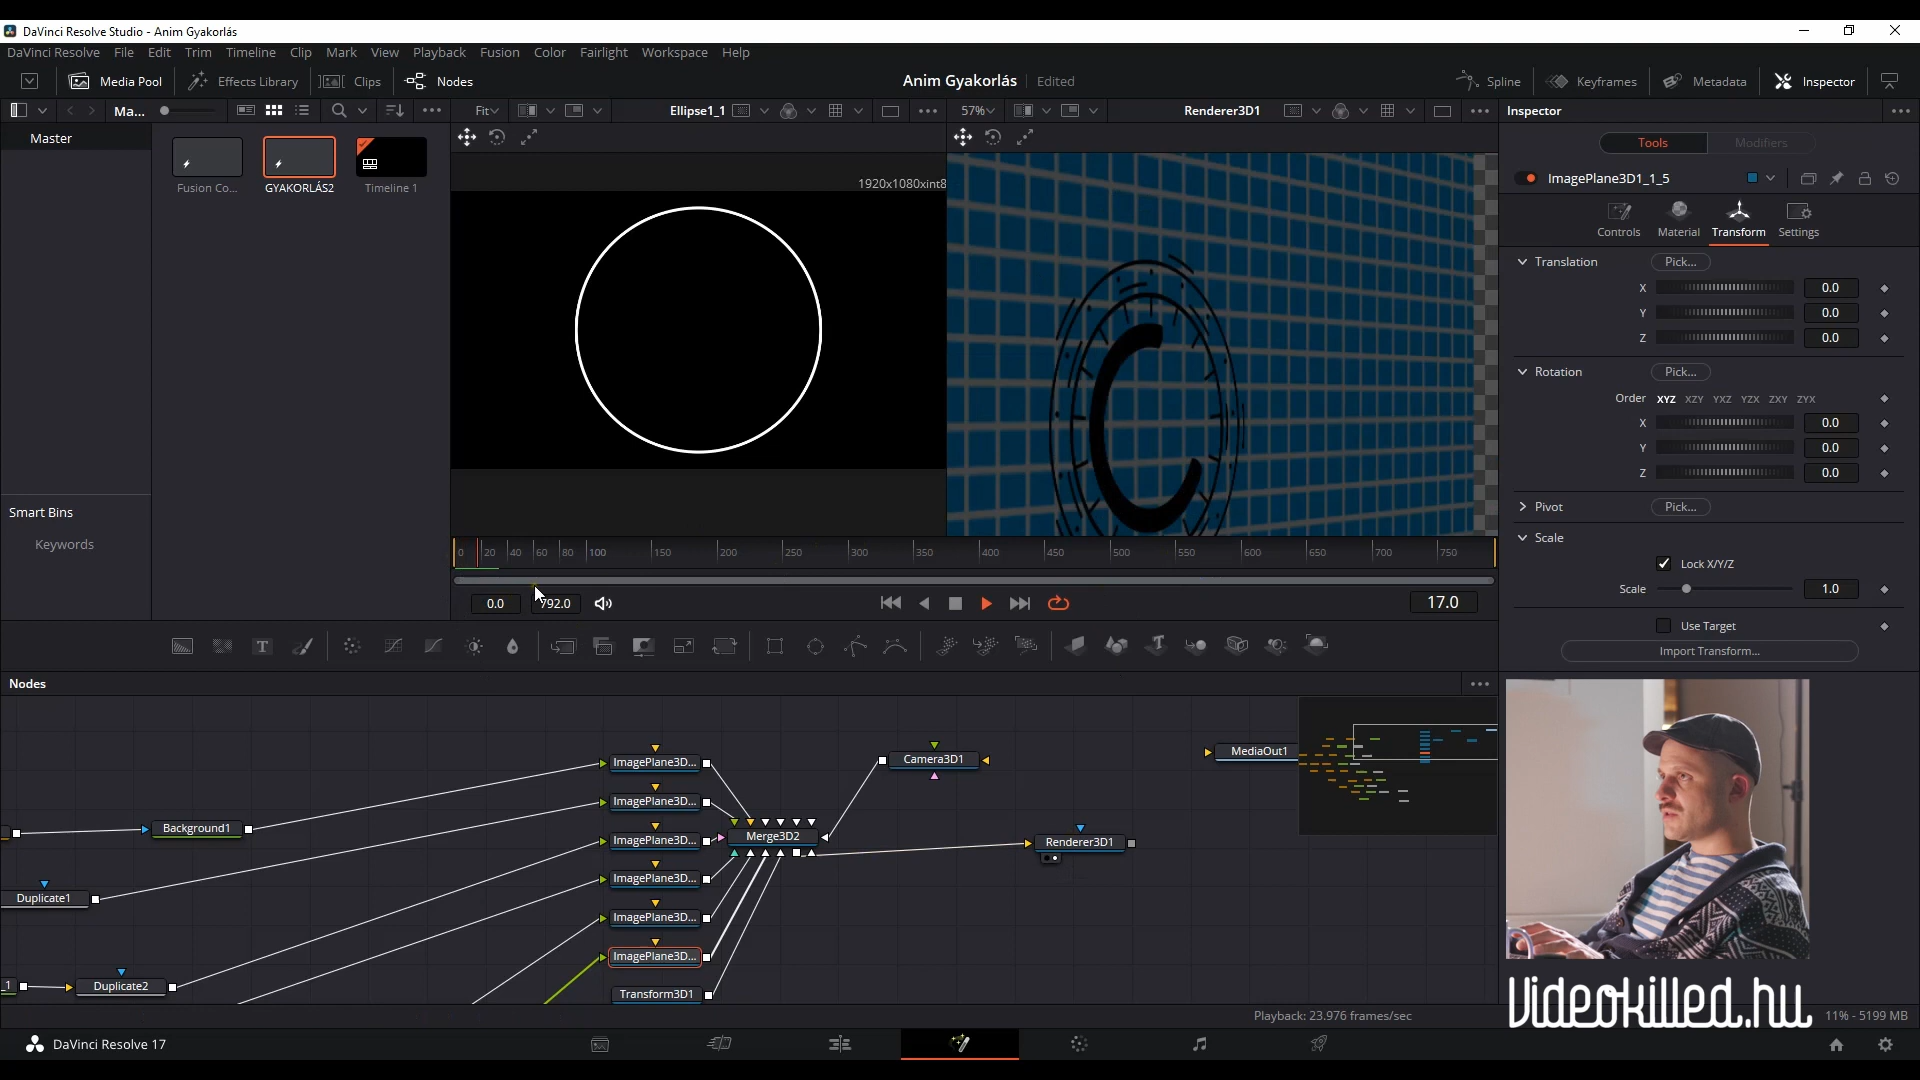 DaVinci Resolve Studio - Anim Gyakorlás
DaVinci Resolve File Edit Trim Timeline Clip Mark View Playback Fusion Color Fairlight Workspace Help
Media Pool Effects Library Clips Nodes Anim Gyakorlás Edited Spline Keyframes Metadata Inspector
Ma... Fit Ellipse1_1 57% Renderer3D1 Inspector
Master
Fusion Co... GYAKORLÁS2 Timeline 1
Smart Bins
Keywords
1920x1080xint8
Tools Modifiers
ImagePlane3D1_1_5
Controls Material Transform Settings
Translation Pick...
X 0.0
Y 0.0
Z 0.0
Rotation Pick...
Order XYZ XZY YXZ YZX ZXY ZYX
X 0.0
Y 0.0
Z 0.0
Pivot Pick...
Scale
Lock X/Y/Z
Scale 1.0
Use Target
Import Transform...
0 20 40 60 80 100 150 200 250 300 350 400 450 500 550 600 650 700 750
0.0 792.0 17.0
Nodes
ImagePlane3D...
Camera3D1
MediaOut1
ImagePlane3D...
Background1
Merge3D2
ImagePlane3D...
Renderer3D1
ImagePlane3D...
Duplicate1
ImagePlane3D...
ImagePlane3D...
_1
Duplicate2
Transform3D1
Videokilled.hu
Playback: 23.976 frames/sec 11% - 5199 MB
DaVinci Resolve 17